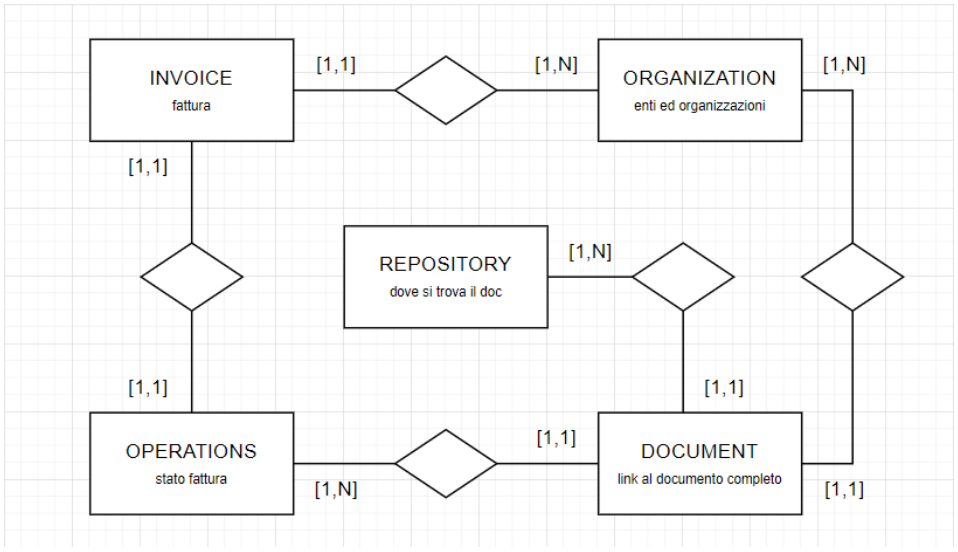 INVOICE
fattura
[1,1]
[1,N]
ORGANIZATION
enti ed organizzazioni
[1,N]
[1,1]
REPOSITORY
dove si trova il doc
[1,N]
[1,1]
[1,1]
OPERATIONS
stato fattura
[1,N]
[1,1]
DOCUMENT
link al documento completo
[1,1]